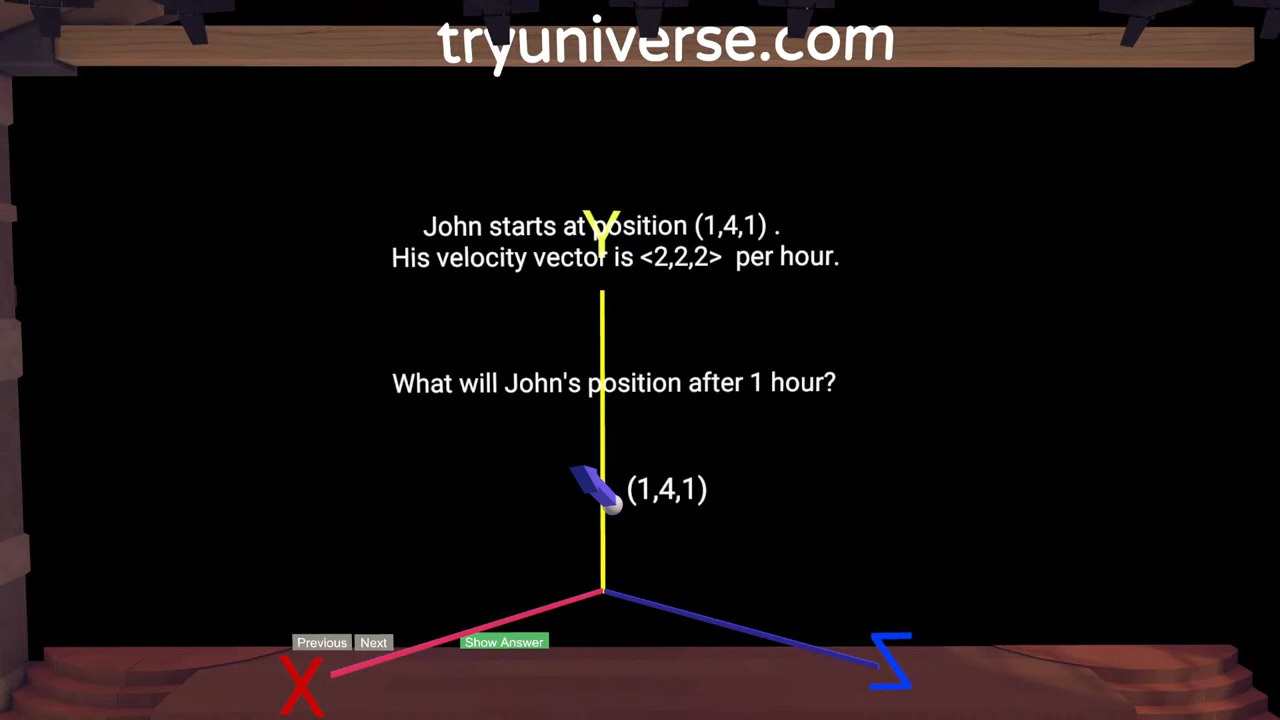 tryuniverse.com
John starts at position (1,4,1) .
His velocity vector is <2,2,2> per hour.
Y
What will John's position after 1 hour?
(1,4,1)
Previous Next Show Answer
X
Z